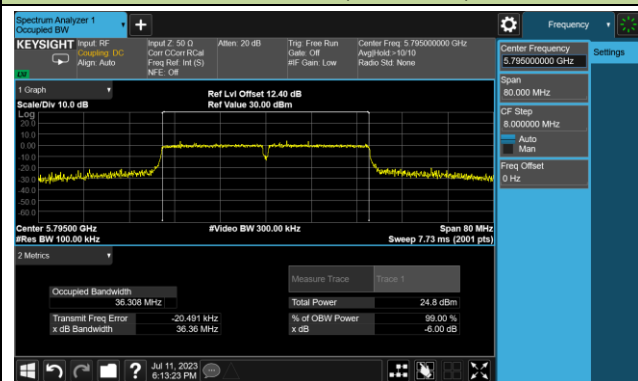 Spectrum Analyzer 1
Occupied BW
Frequency
KEYSIGHT
Input: RF
Coupling: DC
Align: Auto
Input Z: 50 Ω
Corr CCorr RCal
Freq Ref: Int (S)
NFE: Off
Atten: 20 dB
Trig: Free Run
Gate: Off
#IF Gain: Low
Center Freq: 5.795000000 GHz
Avg|Hold:>10/10
Radio Std: None
Center Frequency
5.795000000 GHz
Settings
Span
80.000 MHz
CF Step
8.000000 MHz
Auto
Man
Freq Offset
0 Hz
1 Graph
Scale/Div 10.0 dB
Ref Lvl Offset 12.40 dB
Ref Value 30.00 dBm
Log
20.0
10.0
0.00
-10.0
-20.0
-30.0
-40.0
-50.0
-60.0
Center 5.79500 GHz
#Res BW 100.00 kHz
#Video BW 300.00 kHz
Span 80 MHz
Sweep 7.73 ms (2001 pts)
2 Metrics
Measure Trace
Trace 1
Occupied Bandwidth
36.308 MHz
Total Power
24.8 dBm
Transmit Freq Error
-20.491 kHz
% of OBW Power
99.00 %
x dB Bandwidth
36.36 MHz
x dB
-6.00 dB
?
Jul 11, 2023
6:13:23 PM